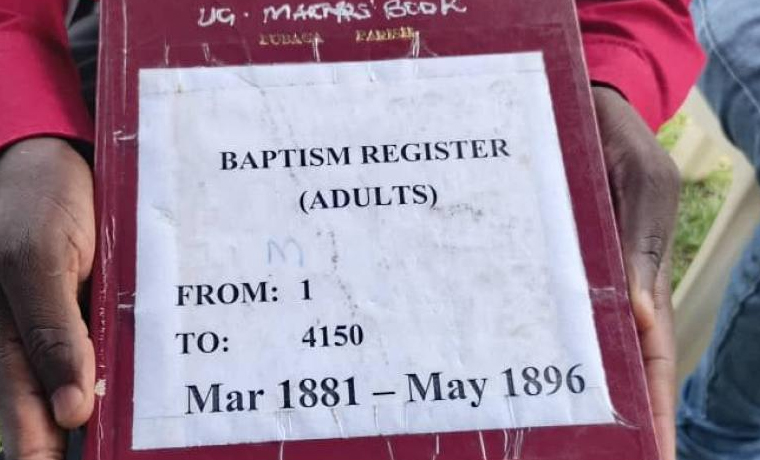 UG. MARTYRS' BOOK
RUBAGA PARISH
BAPTISM REGISTER
(ADULTS)
M
FROM: 1
TO: 4150
Mar 1881 – May 1896